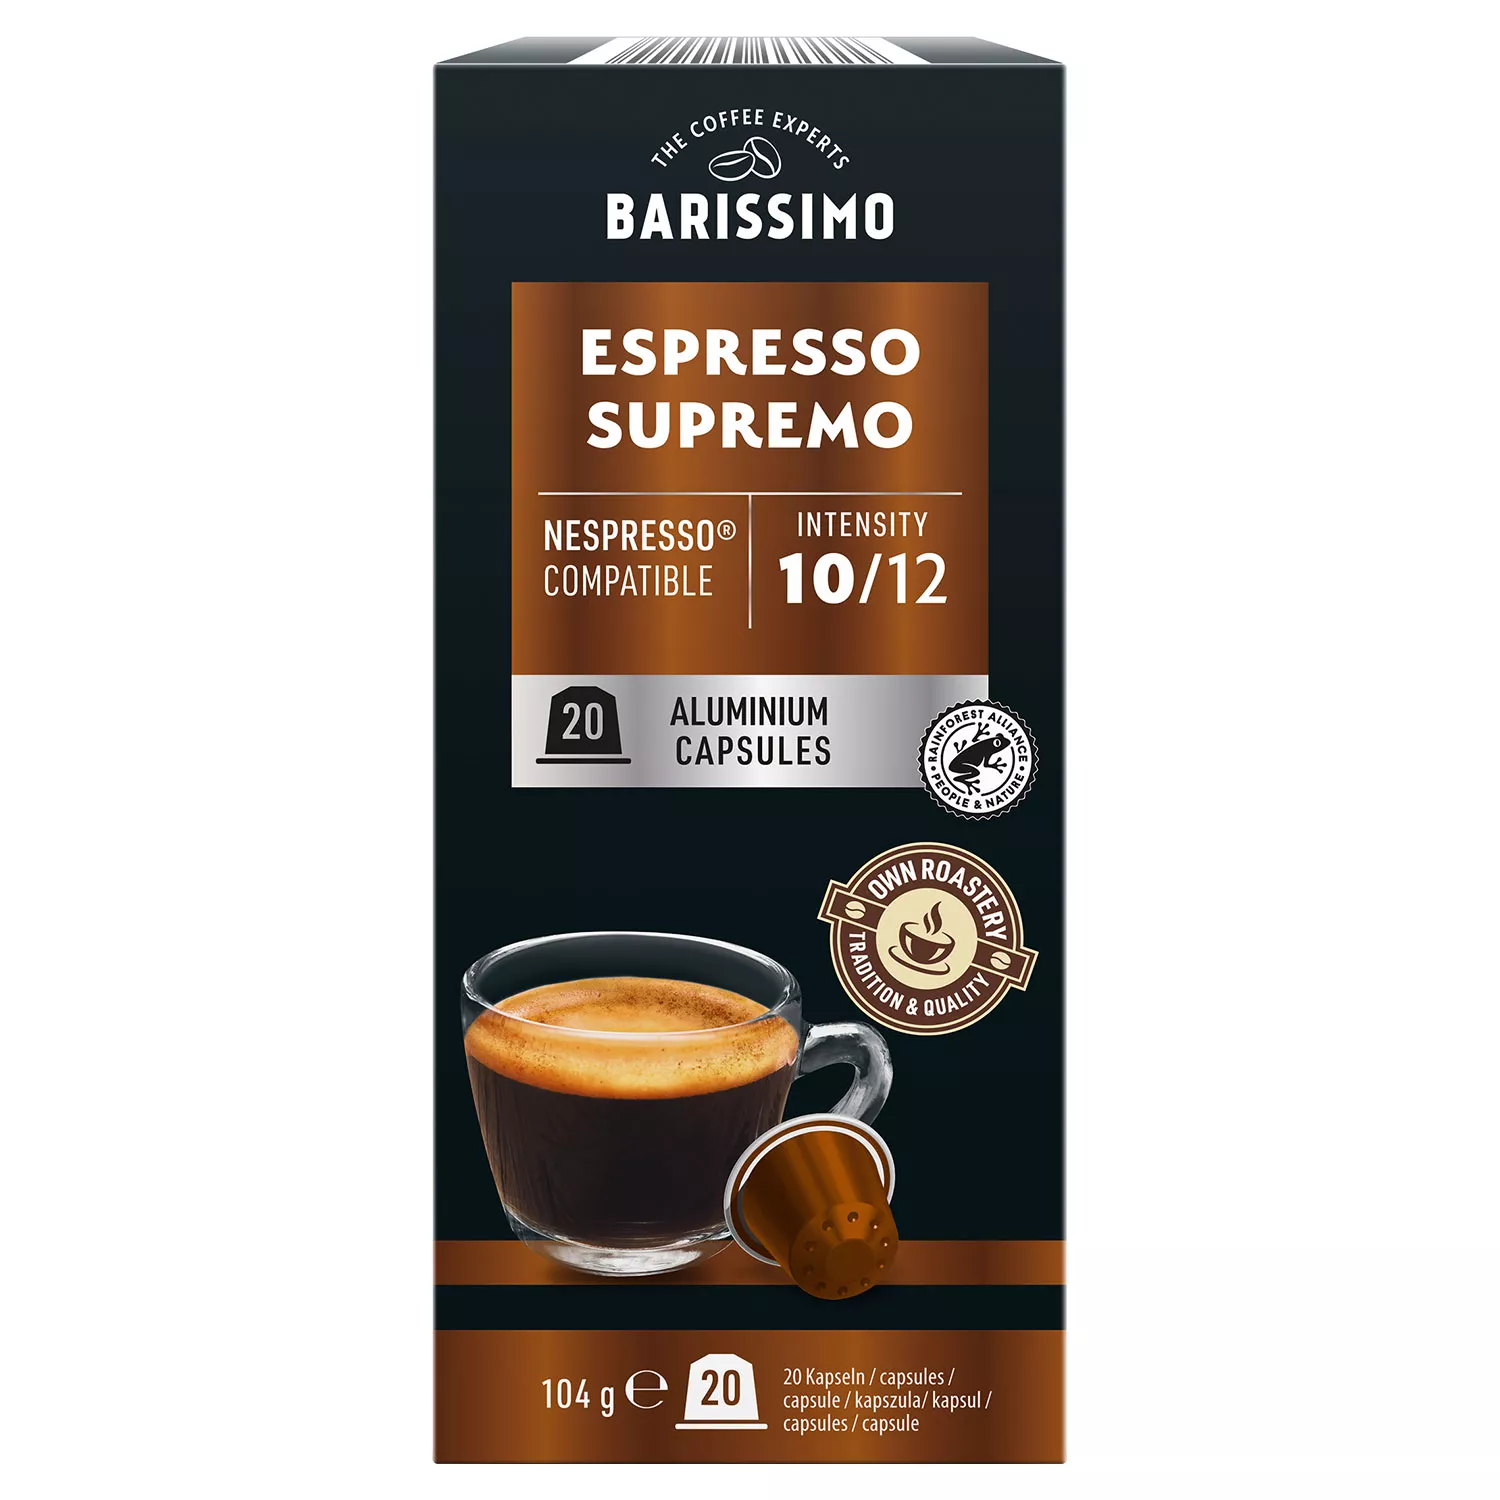 THE COFFEE EXPERTS
BARISSIMO
ESPRESSO
SUPREMO
NESPRESSO®
COMPATIBLE
INTENSITY
10/12
20
ALUMINIUM
CAPSULES
RAINFOREST ALLIANCE
• PEOPLE & NATURE •
OWN ROASTERY
TRADITION & QUALITY
104 g ℮
20
20 Kapseln / capsules /
capsule / kapszula/ kapsul /
capsules / capsule